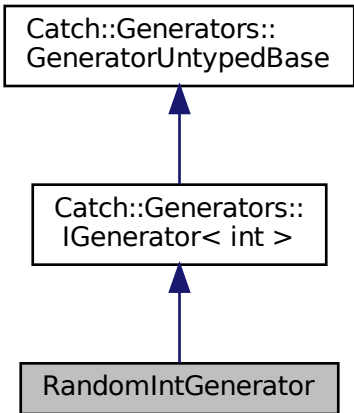 Catch::Generators::
GeneratorUntypedBase
Catch::Generators::
IGenerator< int >
RandomIntGenerator